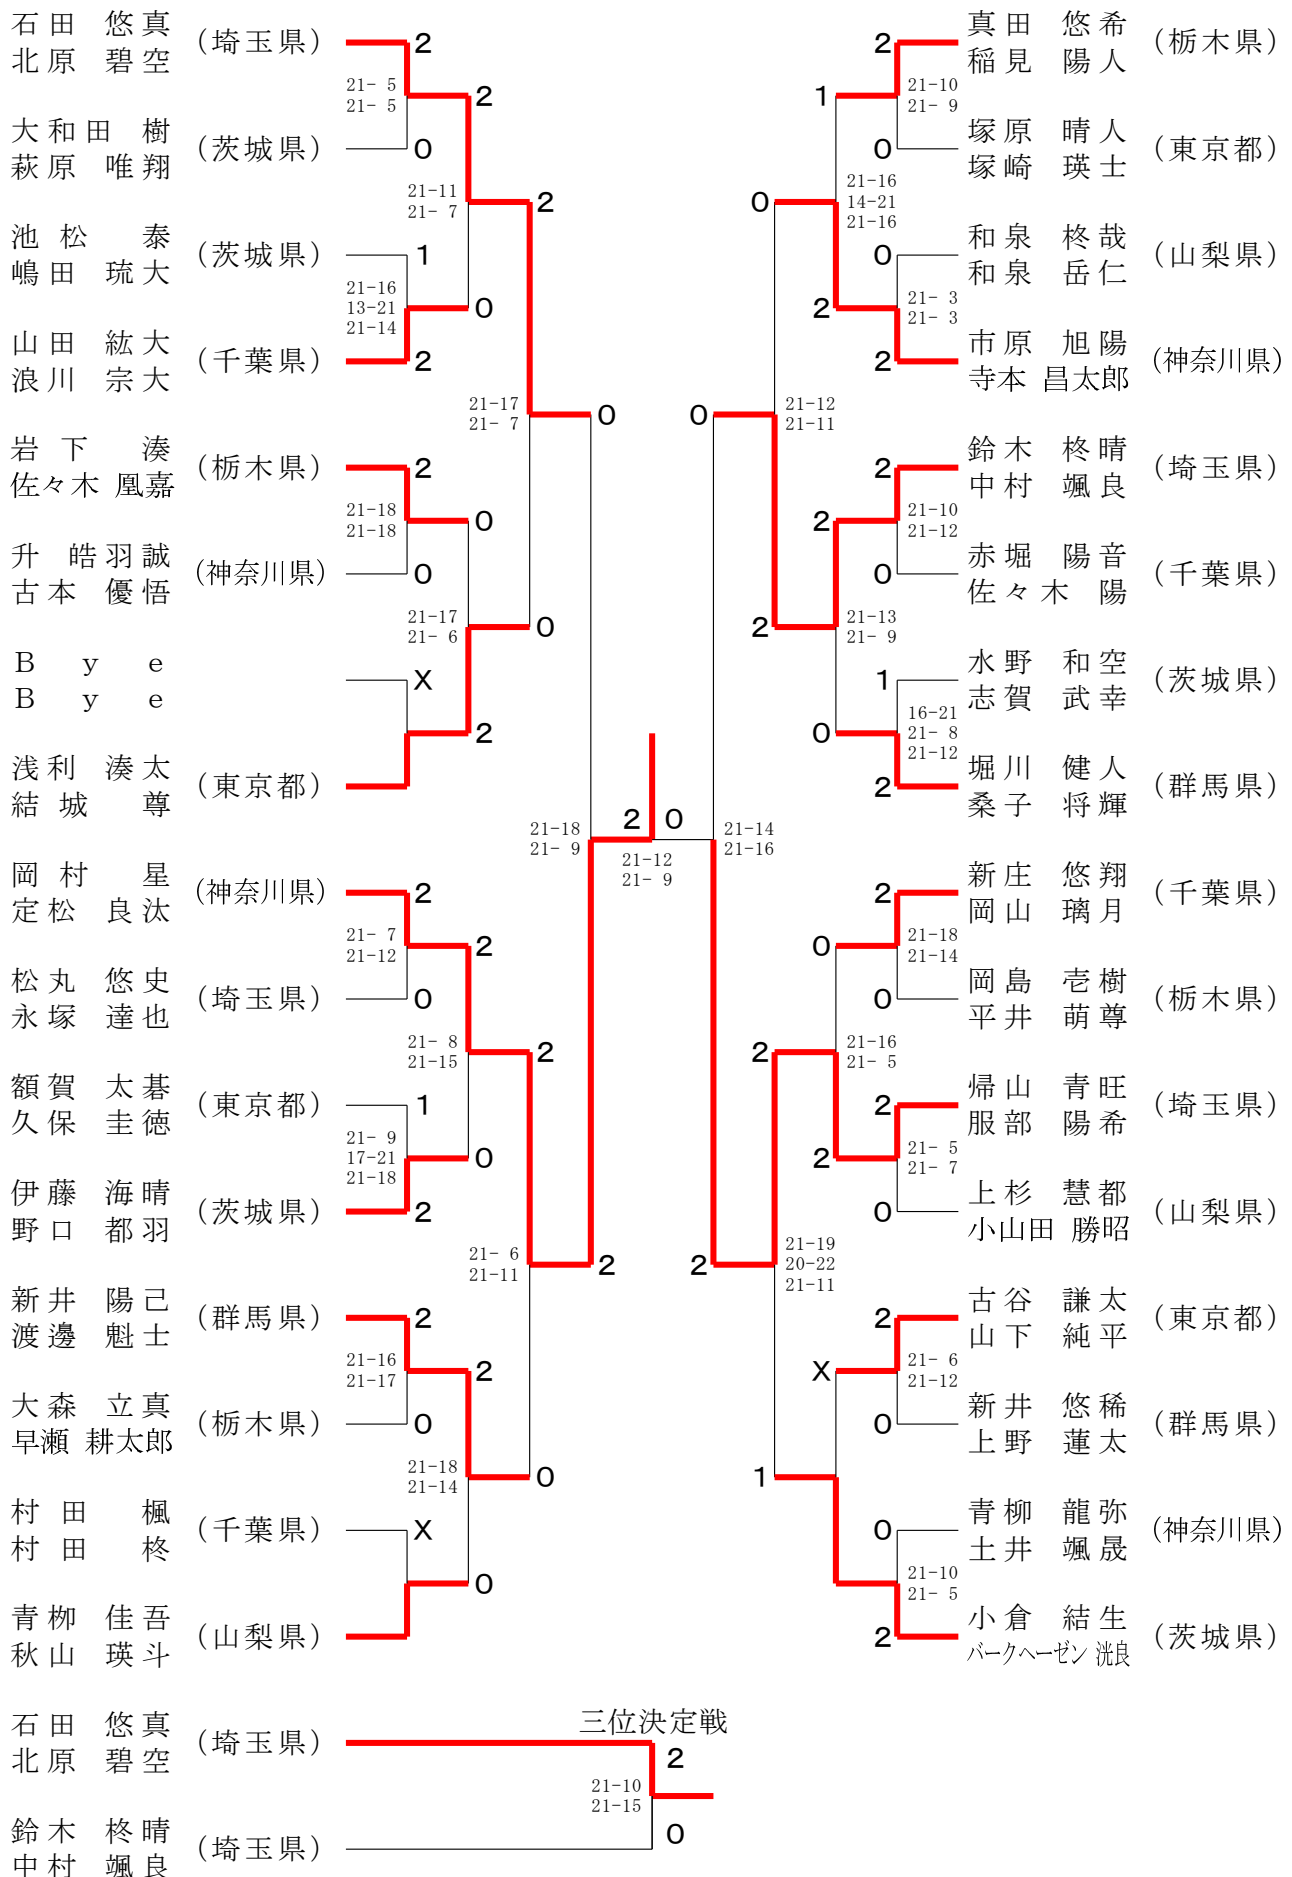 石田 悠真
北原 碧空
(埼玉県)
2
21- 5
21- 5
2
大和田 樹
萩原 唯翔
(茨城県)
0
21-11
21- 7
2
池松 泰
嶋田 琉大
(茨城県)
1
21-16
13-21
21-14
0
山田 紘大
浪川 宗大
(千葉県)
2
21-17
21- 7
0
岩下 湊
佐々木 凰嘉
(栃木県)
2
21-18
21-18
0
升 皓羽誠
古本 優悟
(神奈川県)
0
21-17
21- 6
0
Bye
Bye
X
2
浅利 湊太
結城 尊
(東京都)
21-18
21- 9
岡村 星
定松 良汰
(神奈川県)
2
21- 7
21-12
2
松丸 悠史
永塚 達也
(埼玉県)
0
21- 8
21-15
2
額賀 太碁
久保 圭徳
(東京都)
1
21- 9
17-21
21-18
0
伊藤 海晴
野口 都羽
(茨城県)
2
21- 6
21-11
2
新井 陽己
渡邊 魁士
(群馬県)
2
21-16
21-17
2
大森 立真
早瀬 耕太郎
(栃木県)
0
21-18
21-14
0
村田 楓
村田 柊
(千葉県)
X
0
青栁 佳吾
秋山 瑛斗
(山梨県)
2 0
21-12
21- 9
真田 悠希
稲見 陽人
(栃木県)
2
21-10
21- 9
1
塚原 晴人
塚崎 瑛士
(東京都)
0
21-16
14-21
21-16
0
和泉 柊哉
和泉 岳仁
(山梨県)
0
21- 3
21- 3
2
市原 旭陽
寺本 昌太郎
(神奈川県)
2
21-12
21-11
0
鈴木 柊晴
中村 颯良
(埼玉県)
2
21-10
21-12
2
赤堀 陽音
佐々木 陽
(千葉県)
0
21-13
21- 9
2
水野 和空
志賀 武幸
(茨城県)
1
16-21
21- 8
21-12
0
堀川 健人
桑子 将輝
(群馬県)
2
21-14
21-16
新庄 悠翔
岡山 璃月
(千葉県)
2
21-18
21-14
0
岡島 壱樹
平井 萌尊
(栃木県)
0
21-16
21- 5
2
帰山 青旺
服部 陽希
(埼玉県)
2
21- 5
21- 7
2
上杉 慧都
小山田 勝昭
(山梨県)
0
21-19
20-22
21-11
2
古谷 謙太
山下 純平
(東京都)
2
21- 6
21-12
X
新井 悠稀
上野 蓮太
(群馬県)
0
1
青柳 龍弥
土井 颯晟
(神奈川県)
0
21-10
21- 5
小倉 結生
バークヘーゼン 洸良
(茨城県)
2
三位決定戦
石田 悠真
北原 碧空
(埼玉県)
2
21-10
21-15
鈴木 柊晴
中村 颯良
(埼玉県)
0